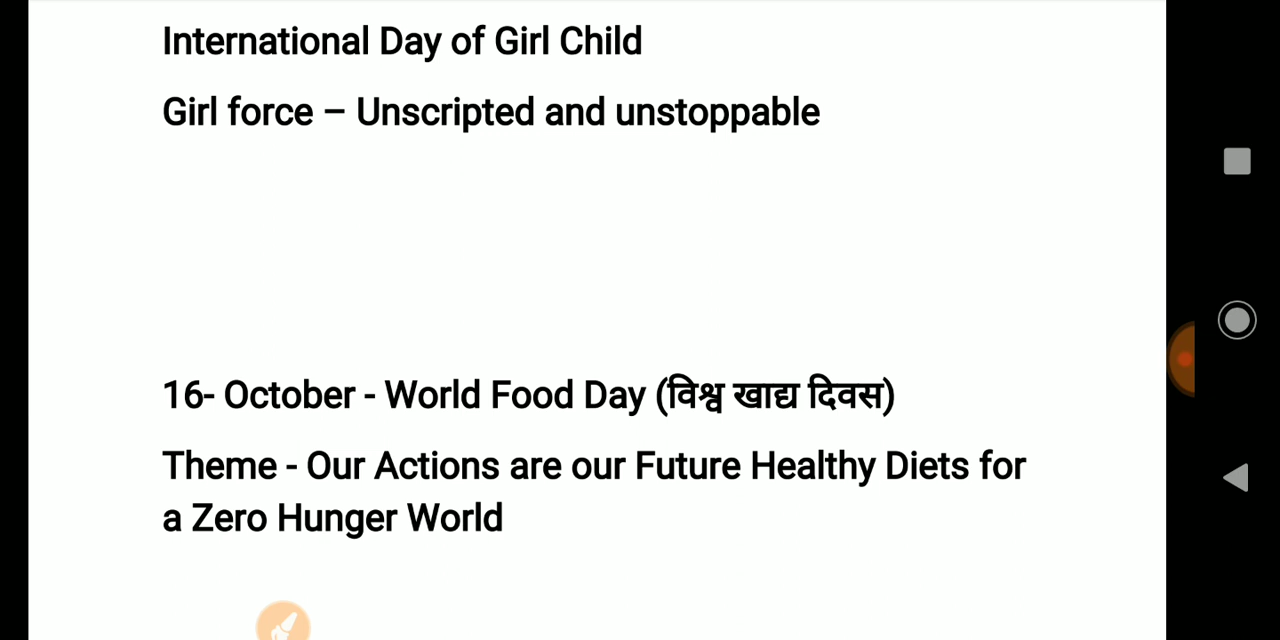 International Day of Girl Child
Girl force – Unscripted and unstoppable
16- October - World Food Day (विश्व खाद्य दिवस)
Theme - Our Actions are our Future Healthy Diets for
a Zero Hunger World